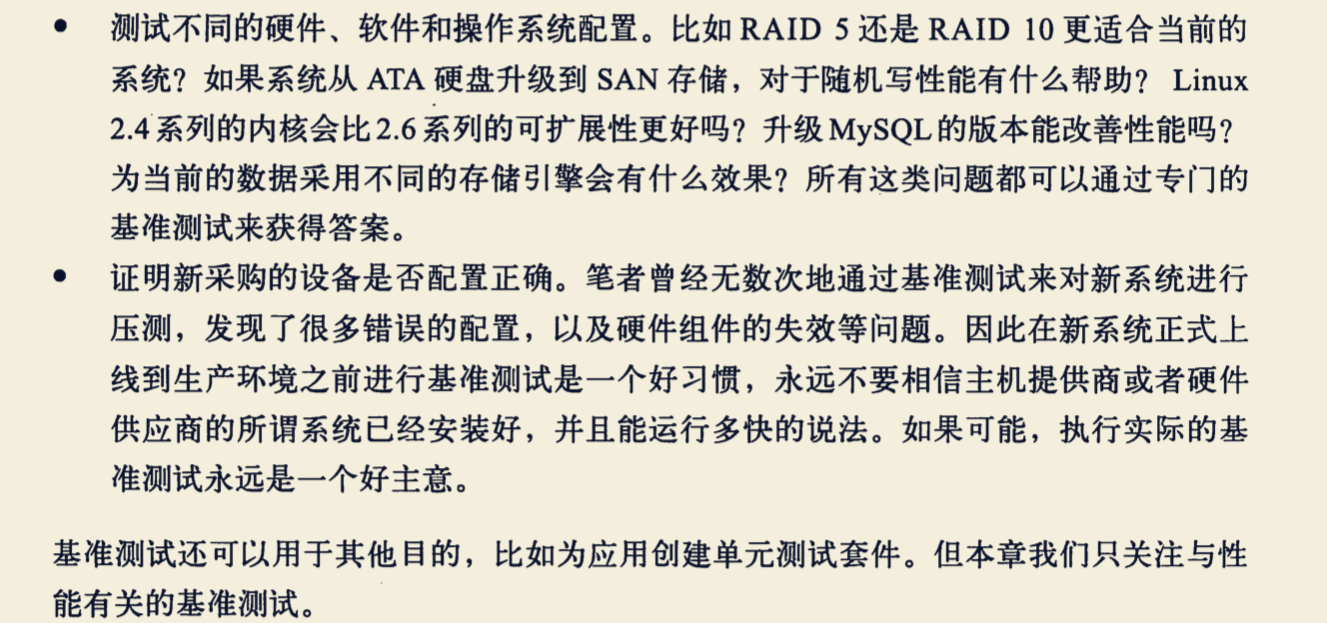 • 测试不同的硬件、软件和操作系统配置。比如 RAID 5 还是 RAID 10 更适合当前的
系统？如果系统从 ATA 硬盘升级到 SAN 存储，对于随机写性能有什么帮助？ Linux
2.4 系列的内核会比 2.6 系列的可扩展性更好吗？升级 MySQL 的版本能改善性能吗？
为当前的数据采用不同的存储引擎会有什么效果？所有这类问题都可以通过专门的
基准测试来获得答案。
• 证明新采购的设备是否配置正确。笔者曾经无数次地通过基准测试来对新系统进行
压测，发现了很多错误的配置，以及硬件组件的失效等问题。因此在新系统正式上
线到生产环境之前进行基准测试是一个好习惯，永远不要相信主机提供商或者硬件
供应商的所谓系统已经安装好，并且能运行多快的说法。如果可能，执行实际的基
准测试永远是一个好主意。
基准测试还可以用于其他目的，比如为应用创建单元测试套件。但本章我们只关注与性
能有关的基准测试。